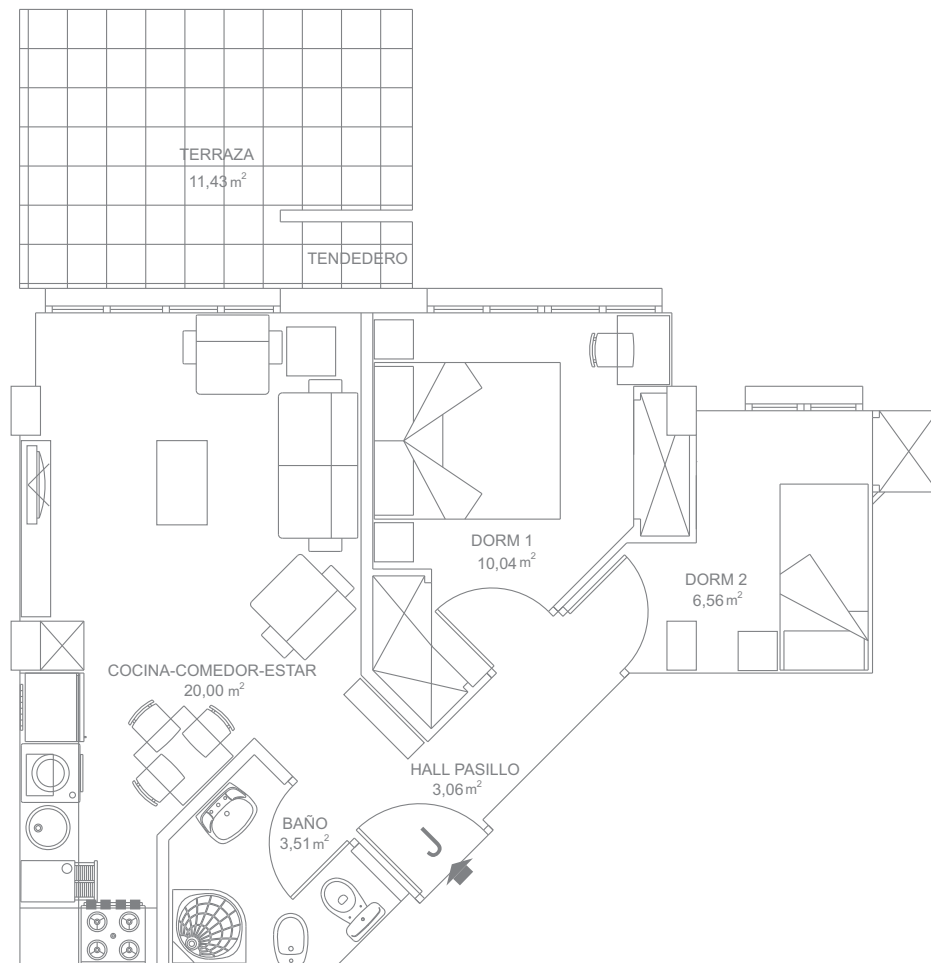 TERRAZA
11,43 m²
TENDEDERO
DORM 1
10,04 m²
DORM 2
6,56 m²
COCINA-COMEDOR-ESTAR
20,00 m²
HALL PASILLO
3,06 m²
BAÑO
3,51 m²
J